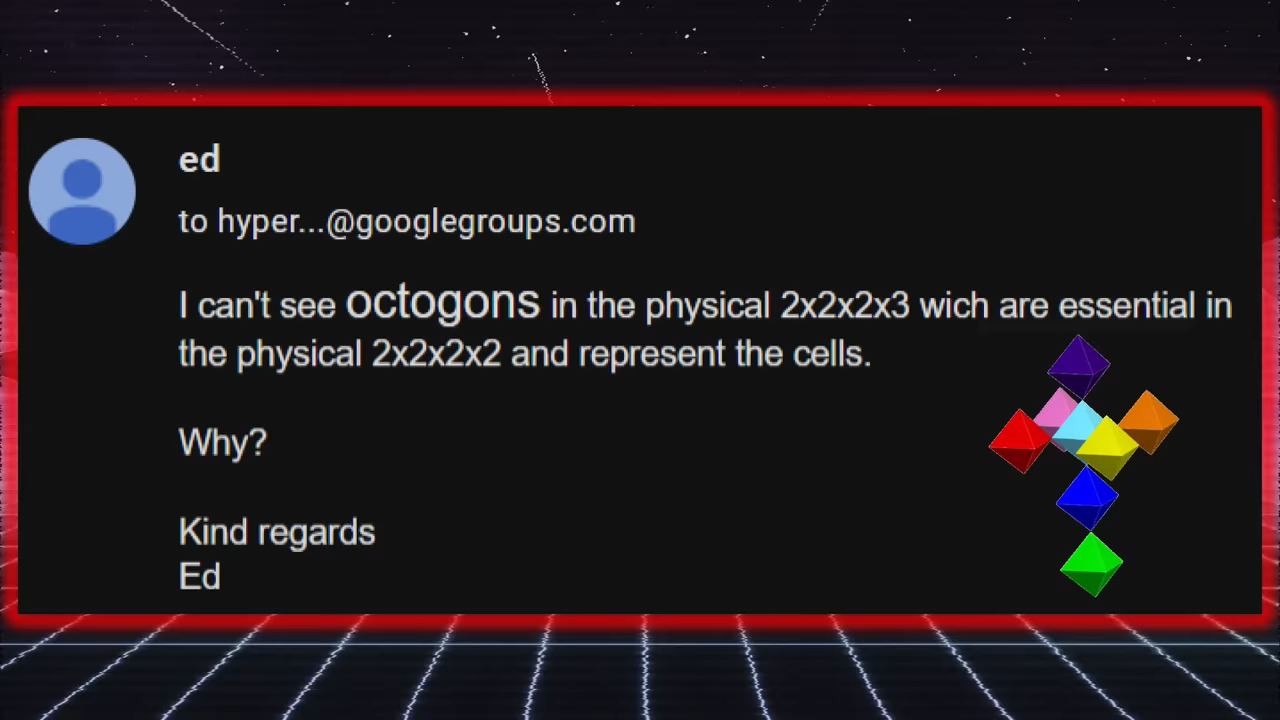 ed
to hyper...@googlegroups.com
I can't see octogons in the physical 2x2x2x3 wich are essential in
the physical 2x2x2x2 and represent the cells.
Why?
Kind regards
Ed